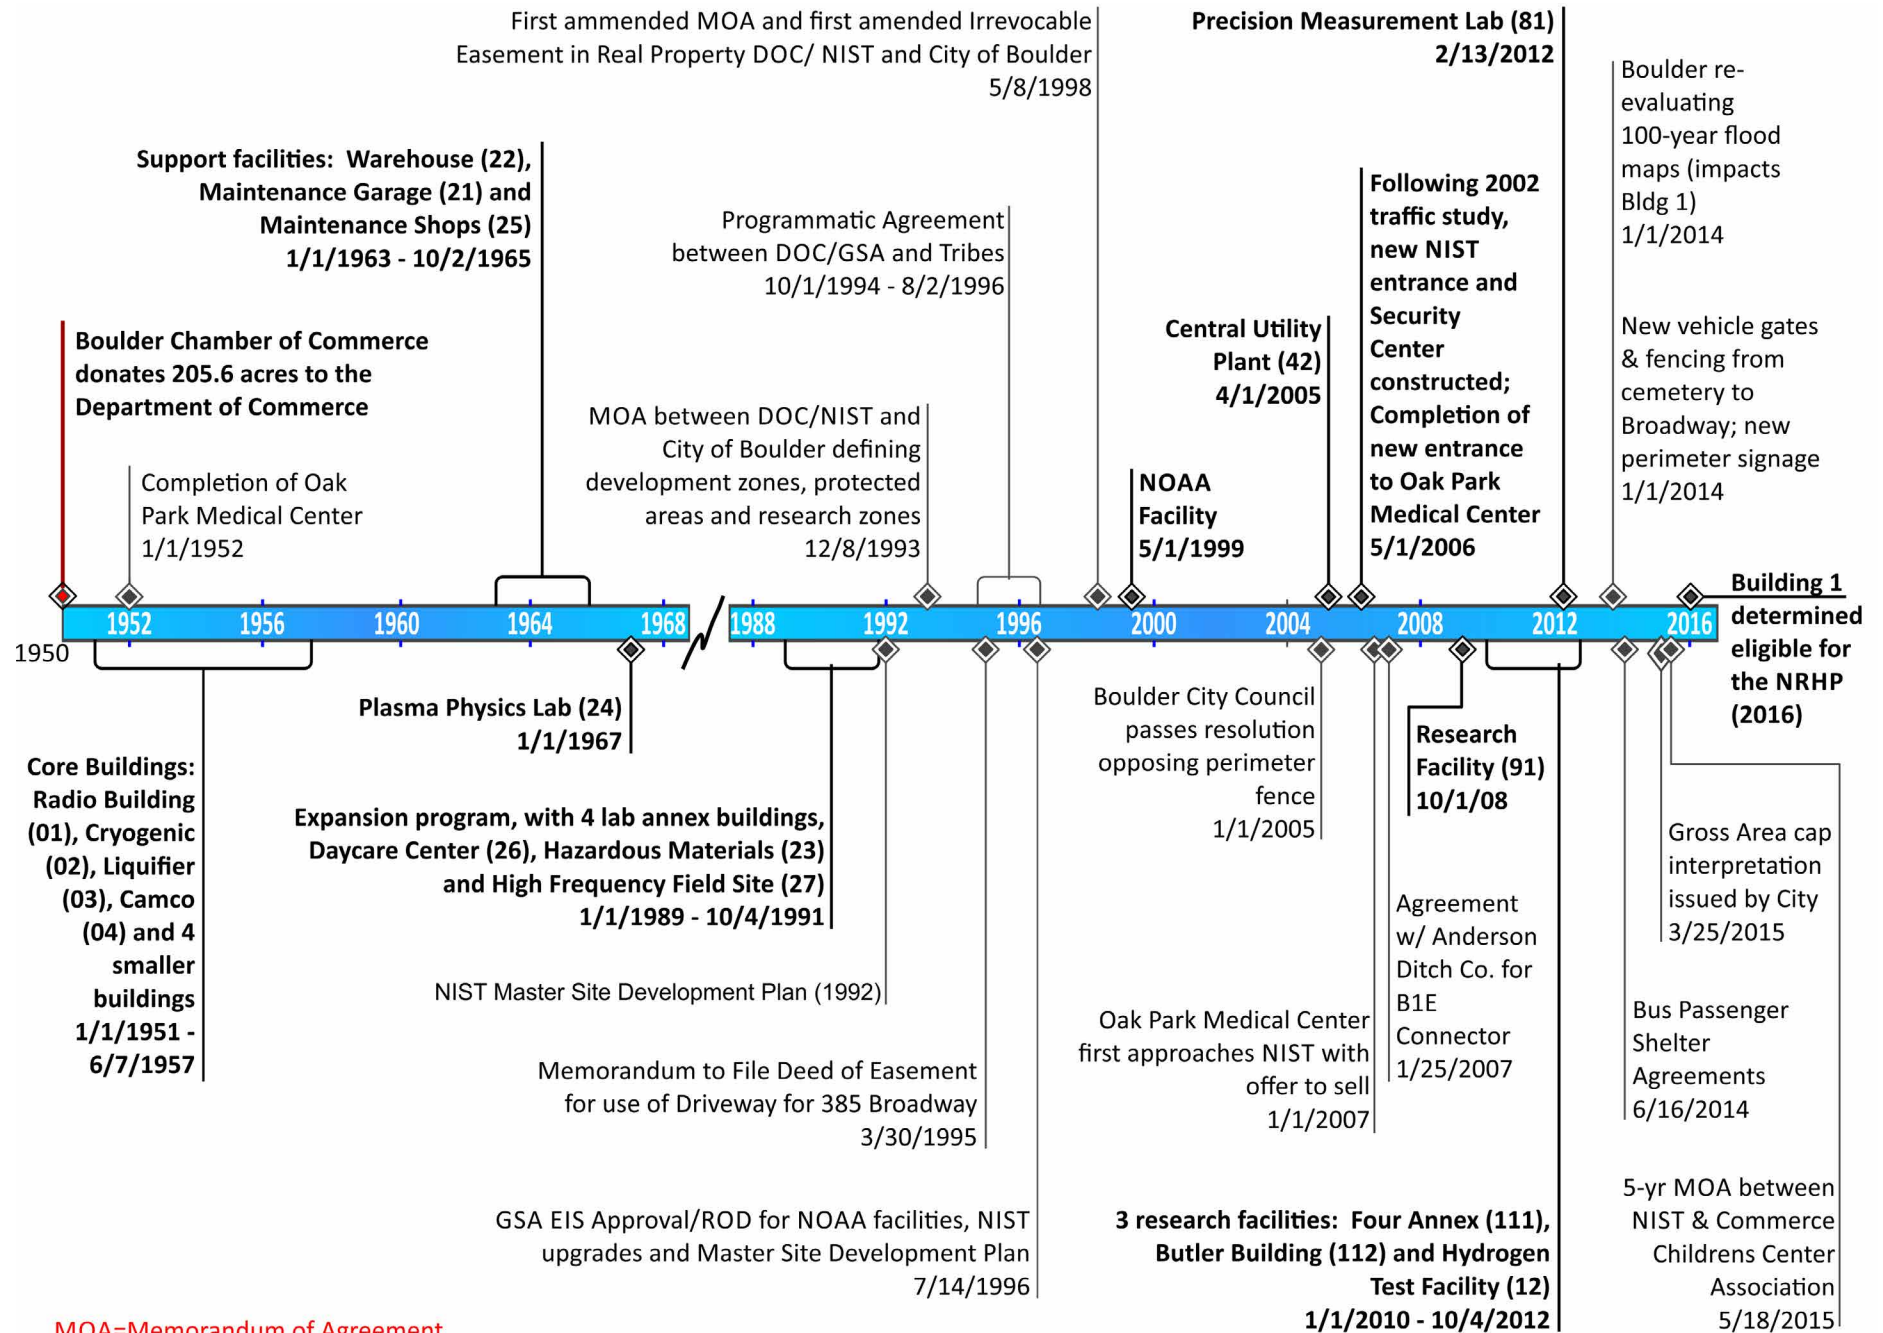 First ammended MOA and first amended Irrevocable
Easement in Real Property DOC/ NIST and City of Boulder
5/8/1998
Precision Measurement Lab (81)
2/13/2012
Boulder re-
evaluating
100-year flood
maps (impacts
Bldg 1)
1/1/2014
Support facilities:  Warehouse (22),
Maintenance Garage (21) and
Maintenance Shops (25)
1/1/1963 - 10/2/1965
Programmatic Agreement
between DOC/GSA and Tribes
10/1/1994 - 8/2/1996
Following 2002
traffic study,
new NIST
entrance and
Security
Center
constructed;
Completion of
new entrance
to Oak Park
Medical Center
5/1/2006
Boulder Chamber of Commerce
donates 205.6 acres to the
Department of Commerce
Central Utility
Plant (42)
4/1/2005
New vehicle gates
& fencing from
cemetery to
Broadway; new
perimeter signage
1/1/2014
MOA between DOC/NIST and
City of Boulder defining
development zones, protected
areas and research zones
12/8/1993
Completion of Oak
Park Medical Center
1/1/1952
NOAA
Facility
5/1/1999
1950
1952 1956 1960 1964 1968 1988 1992 1996 2000 2004 2008 2012 2016
Building 1
determined
eligible for
the NRHP
(2016)
Plasma Physics Lab (24)
1/1/1967
Boulder City Council
passes resolution
opposing perimeter
fence
1/1/2005
Research
Facility (91)
10/1/08
Core Buildings:
Radio Building
(01), Cryogenic
(02), Liquifier
(03), Camco
(04) and 4
smaller
buildings
1/1/1951 -
6/7/1957
Expansion program, with 4 lab annex buildings,
Daycare Center (26), Hazardous Materials (23)
and High Frequency Field Site (27)
1/1/1989 - 10/4/1991
Gross Area cap
interpretation
issued by City
3/25/2015
Agreement
w/ Anderson
Ditch Co. for
B1E
Connector
1/25/2007
NIST Master Site Development Plan (1992)
Oak Park Medical Center
first approaches NIST with
offer to sell
1/1/2007
Bus Passenger
Shelter
Agreements
6/16/2014
Memorandum to File Deed of Easement
for use of Driveway for 385 Broadway
3/30/1995
GSA EIS Approval/ROD for NOAA facilities, NIST
upgrades and Master Site Development Plan
7/14/1996
3 research facilities:  Four Annex (111),
Butler Building (112) and Hydrogen
Test Facility (12)
1/1/2010 - 10/4/2012
5-yr MOA between
NIST & Commerce
Childrens Center
Association
5/18/2015
MOA=Memorandum of Agreement